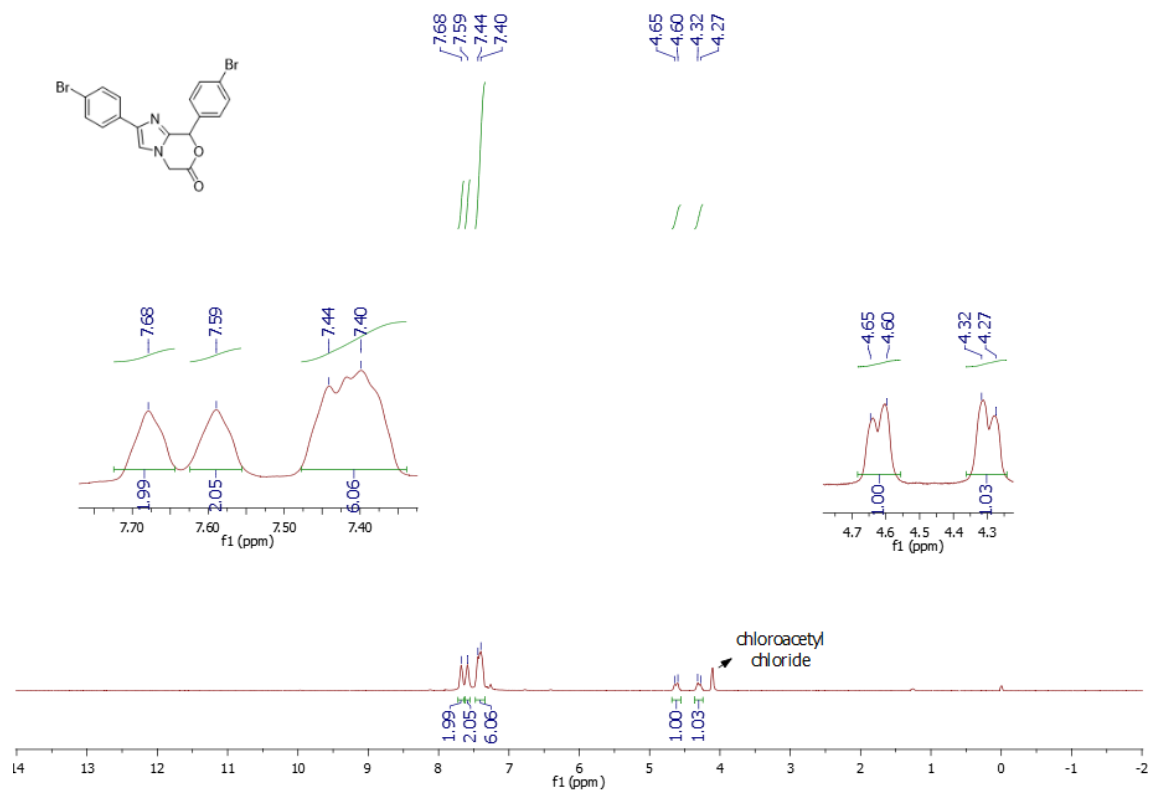 7.68
7.59
7.44
7.40
4.65
4.60
4.32
4.27
Br
Br
N
N
O
O
7.68
7.59
7.44
7.40
4.65
4.60
4.32
4.27
1.99
2.05
6.06
1.00
1.03
7.70 7.60 7.50 7.40
f1 (ppm)
4.7 4.6 4.5 4.4 4.3
f1 (ppm)
chloroacetyl
chloride
1.99
2.05
6.06
1.00
1.03
14 13 12 11 10 9 8 7 6 5 4 3 2 1 0 -1 -2
f1 (ppm)